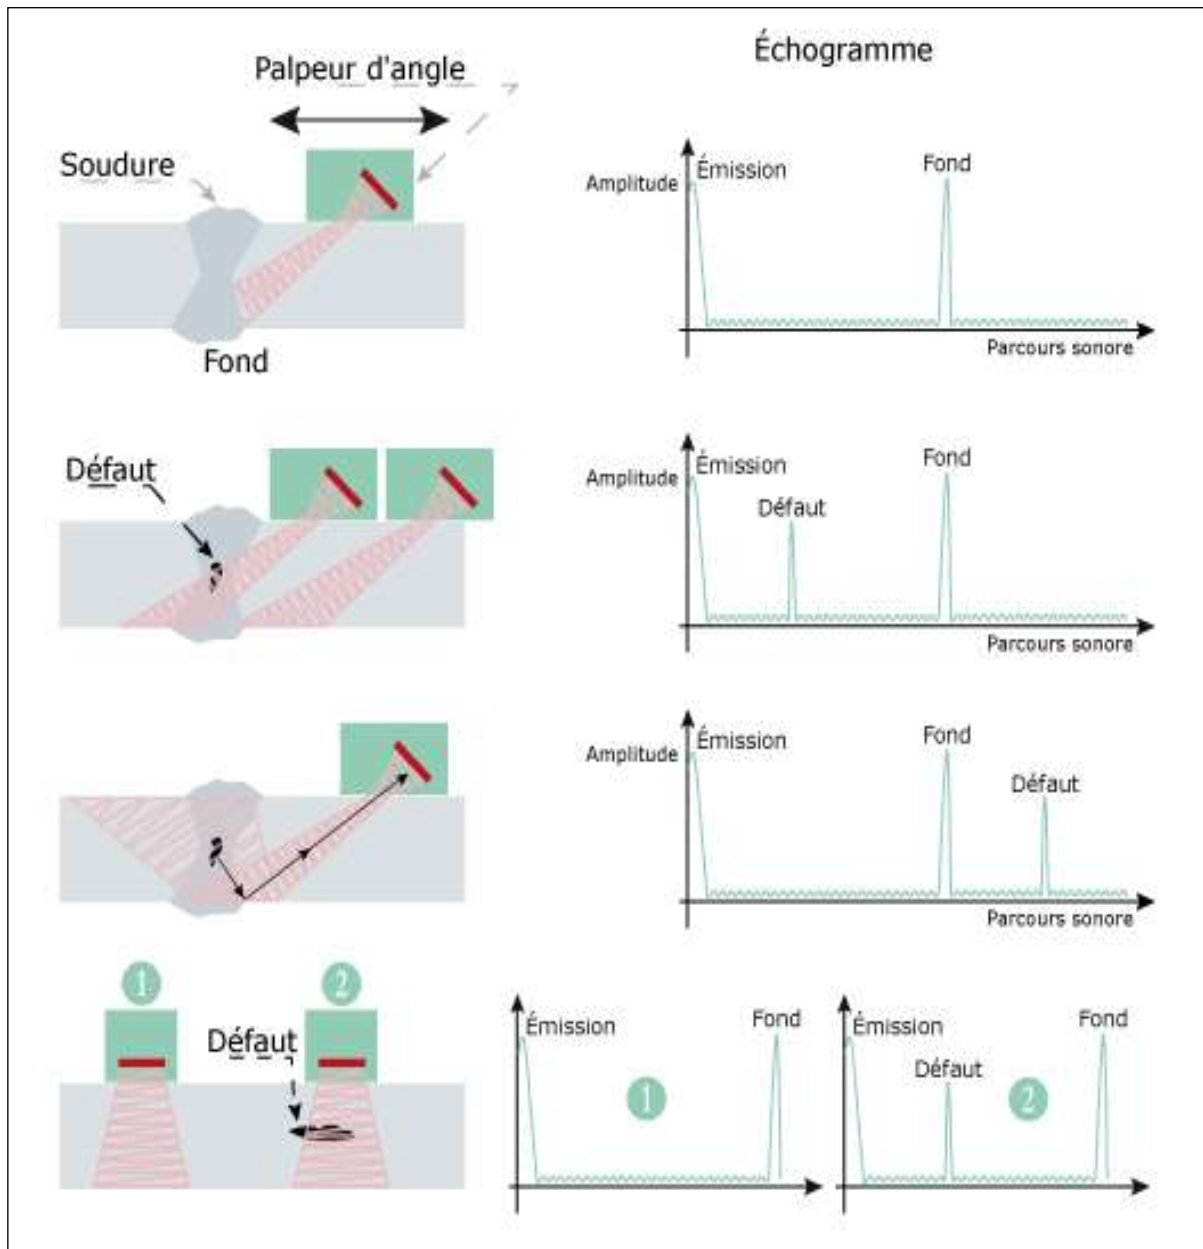 Échogramme
Palpeur d'angle
Soudure
Fond
Amplitude
Émission
Fond
Parcours sonore
Défaut
Amplitude
Émission
Défaut
Fond
Parcours sonore
Amplitude
Émission
Fond
Défaut
Parcours sonore
1
2
Défaut
Émission
Fond
1
Émission
Défaut
Fond
2